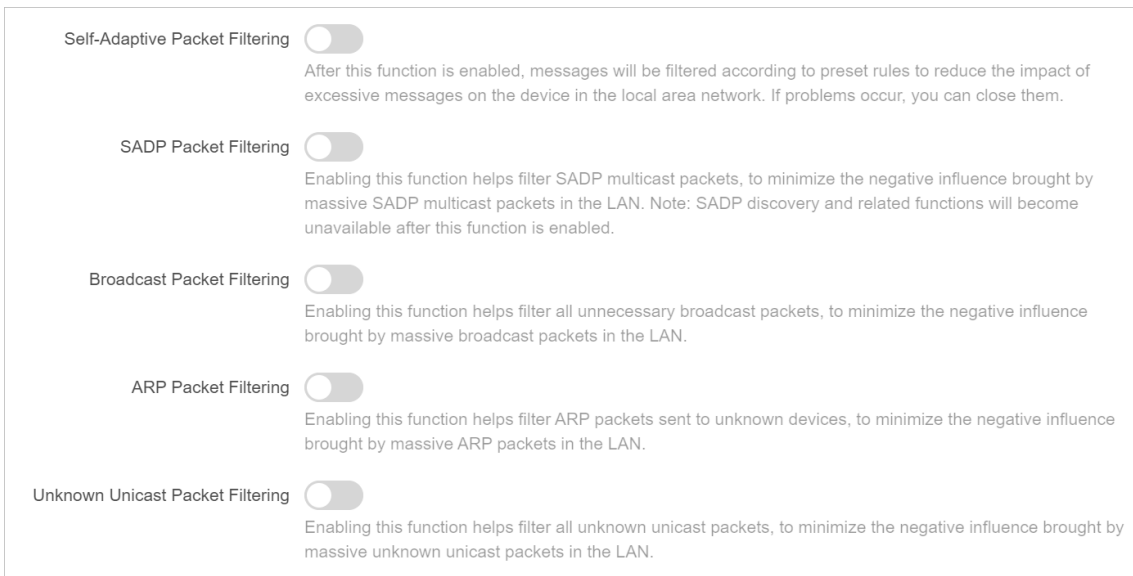 Self-Adaptive Packet Filtering
After this function is enabled, messages will be filtered according to preset rules to reduce the impact of
excessive messages on the device in the local area network. If problems occur, you can close them.
SADP Packet Filtering
Enabling this function helps filter SADP multicast packets, to minimize the negative influence brought by
massive SADP multicast packets in the LAN. Note: SADP discovery and related functions will become
unavailable after this function is enabled.
Broadcast Packet Filtering
Enabling this function helps filter all unnecessary broadcast packets, to minimize the negative influence
brought by massive broadcast packets in the LAN.
ARP Packet Filtering
Enabling this function helps filter ARP packets sent to unknown devices, to minimize the negative influence
brought by massive ARP packets in the LAN.
Unknown Unicast Packet Filtering
Enabling this function helps filter all unknown unicast packets, to minimize the negative influence brought by
massive unknown unicast packets in the LAN.